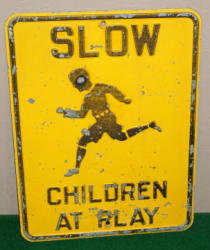 SLOW
CHILDREN
AT PLAY